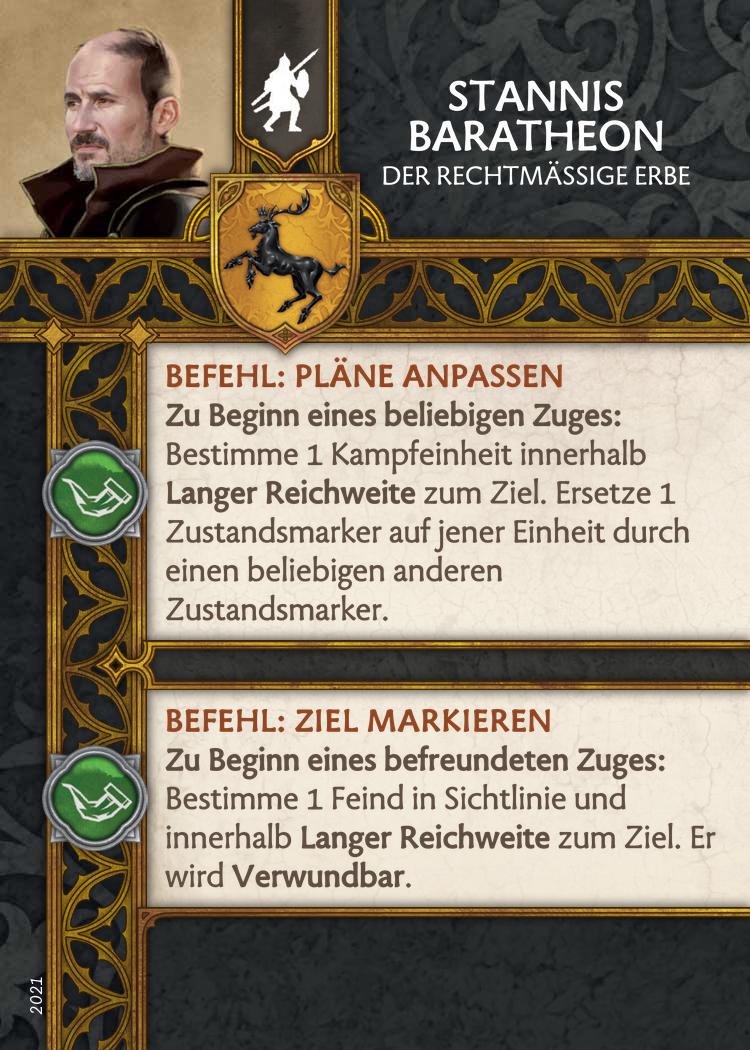 STANNIS
BARATHEON
DER RECHTMÄSSIGE ERBE
BEFEHL: PLÄNE ANPASSEN
Zu Beginn eines beliebigen Zuges:
Bestimme 1 Kampfeinheit innerhalb
Langer Reichweite zum Ziel. Ersetze 1
Zustandsmarker auf jener Einheit durch
einen beliebigen anderen
Zustandsmarker.
BEFEHL: ZIEL MARKIEREN
Zu Beginn eines befreundeten Zuges:
Bestimme 1 Feind in Sichtlinie und
innerhalb Langer Reichweite zum Ziel. Er
wird Verwundbar.
2021